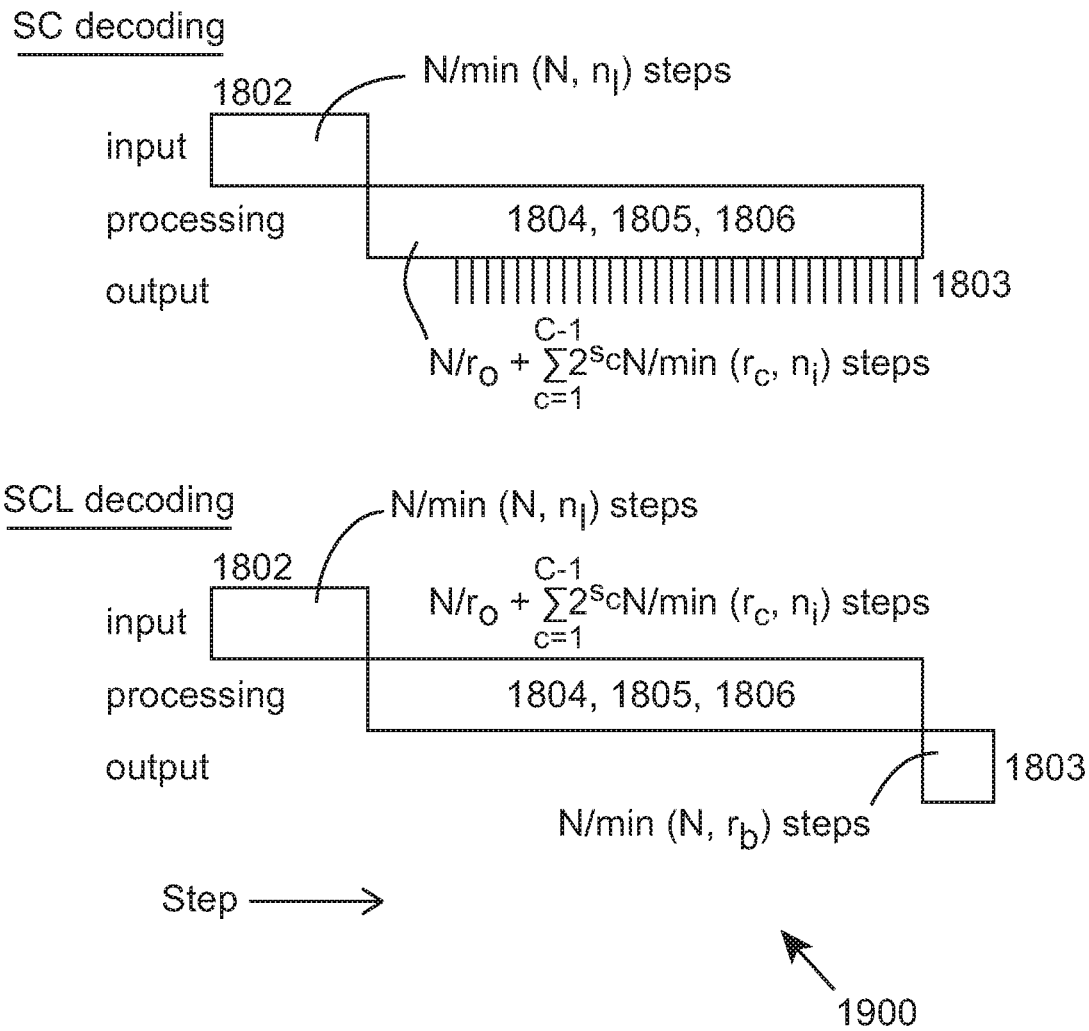 SC decoding
N/min (N, nl) steps
1802
input
processing
1804, 1805, 1806
output
1803
C-1
N/ro + ∑2scN/min (rc, ni) steps
c=1
SCL decoding
N/min (N, nl) steps
1802
C-1
N/ro + ∑2scN/min (rc, ni) steps
c=1
input
processing
1804, 1805, 1806
output
1803
N/min (N, rb) steps
Step
1900